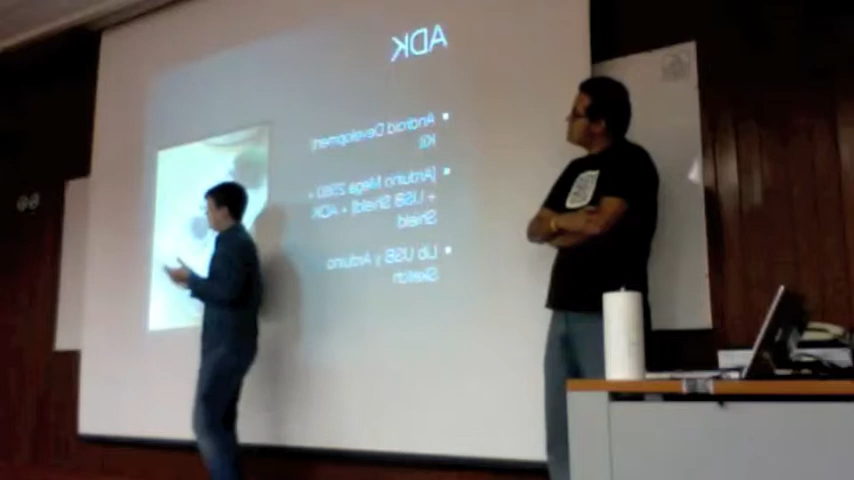 ADK
Android Development
Kit
[Arduino Mega 2560 +
+ USB Shield] + ADK
Shield
Lib USB y Arduino
Sketch